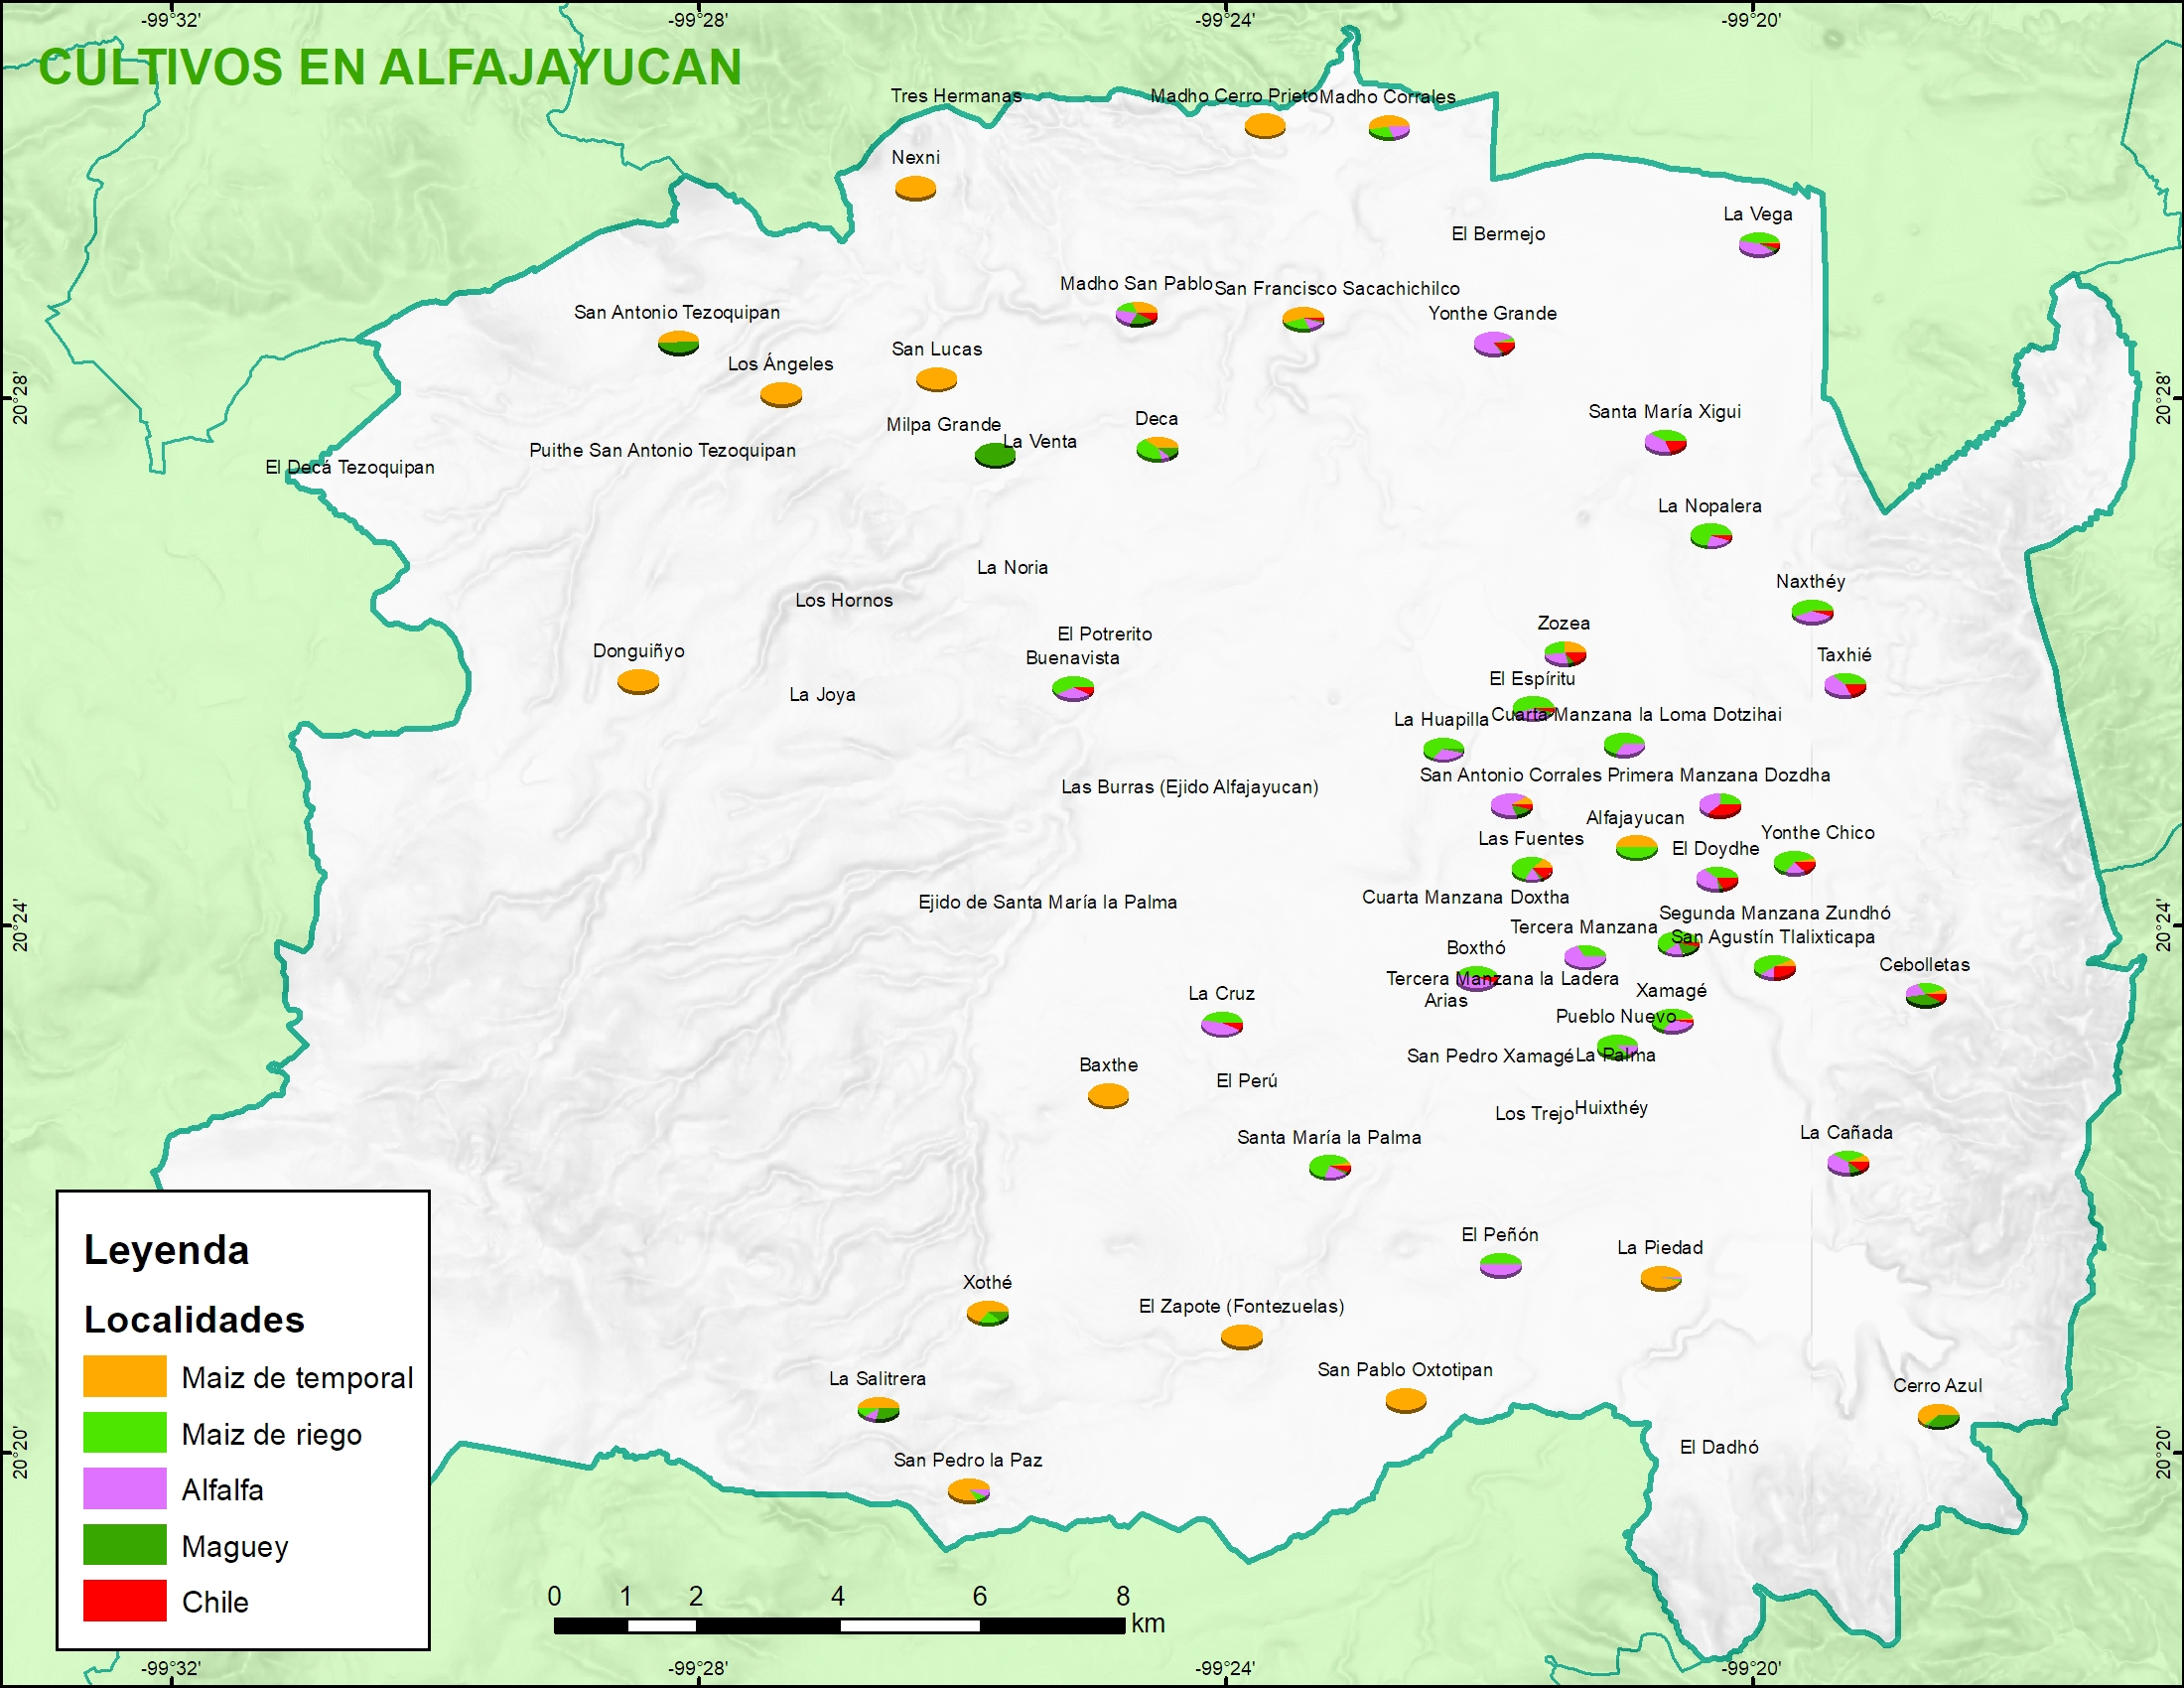 -99°32'
-99°28'
-99°24'
-99°20'
CULTIVOS EN ALFAJAYUCAN
Tres Hermanas
Madho Cerro Prieto
Madho Corrales
Nexni
La Vega
El Bermejo
Madho San Pablo
San Francisco Sacachichilco
San Antonio Tezoquipan
Yonthe Grande
San Lucas
Los Ángeles
20°28'
20°28'
Santa María Xigui
Deca
Milpa Grande
La Venta
Puithe San Antonio Tezoquipan
El Decá Tezoquipan
La Nopalera
La Noria
Naxthéy
Los Hornos
Zozea
El Potrerito
Donguiñyo
Buenavista
Taxhié
El Espíritu
La Joya
La Huapilla
Cuarta Manzana la Loma Dotzihai
San Antonio Corrales
Primera Manzana Dozdha
Las Burras (Ejido Alfajayucan)
Alfajayucan
Yonthe Chico
Las Fuentes
El Doydhe
Cuarta Manzana Doxtha
Ejido de Santa María la Palma
Segunda Manzana Zundhó
20°24'
20°24'
Tercera Manzana
San Agustín Tlalixticapa
Boxthó
Cebolletas
Tercera Manzana la Ladera
Xamagé
La Cruz
Arias
Pueblo Nuevo
San Pedro Xamagé
La Palma
Baxthe
El Perú
Huixthéy
Los Trejo
La Cañada
Santa María la Palma
El Peñón
La Piedad
Xothé
El Zapote (Fontezuelas)
San Pablo Oxtotipan
La Salitrera
Cerro Azul
El Dadhó
20°20'
20°20'
San Pedro la Paz
Leyenda
Localidades
Maiz de temporal
Maiz de riego
Alfalfa
Maguey
Chile
0 1 2 4 6 8
km
-99°32'
-99°28'
-99°24'
-99°20'